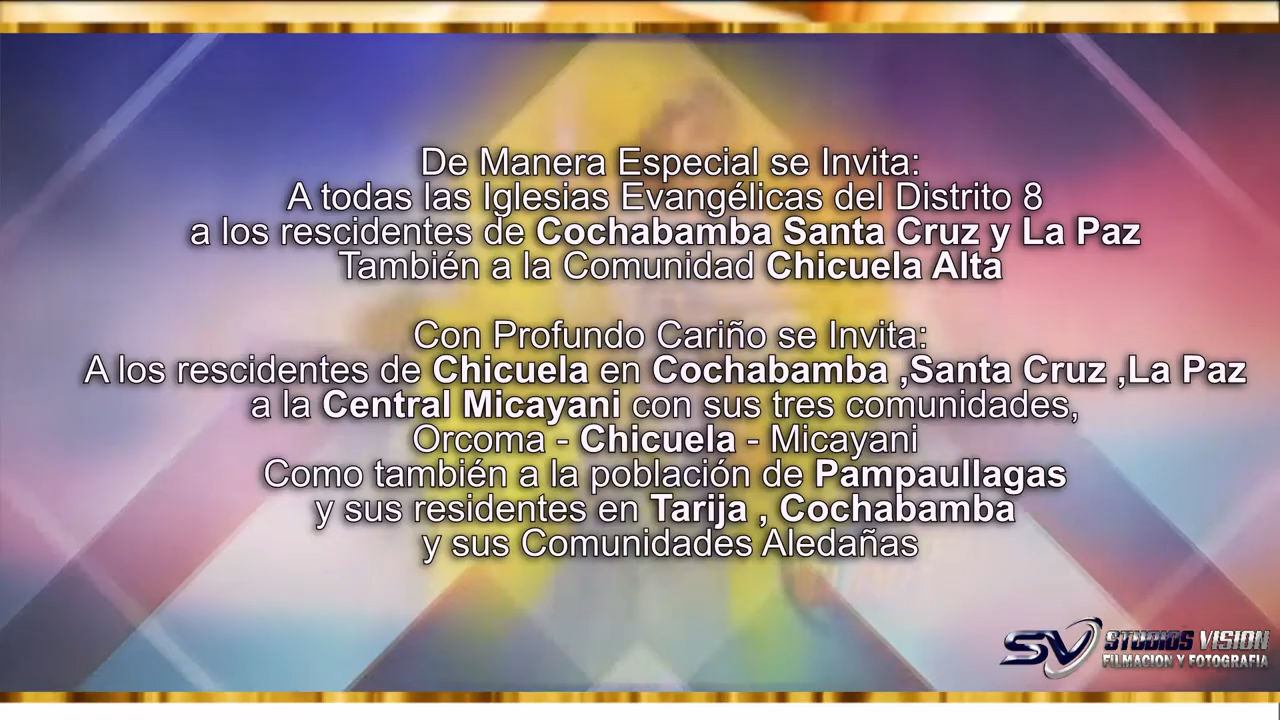 De Manera Especial se Invita:
A todas las Iglesias Evangélicas del Distrito 8
a los rescidentes de Cochabamba Santa Cruz y La Paz
También a la Comunidad Chicuela Alta
Con Profundo Cariño se Invita:
A los rescidentes de Chicuela en Cochabamba ,Santa Cruz ,La Paz
a la Central Micayani con sus tres comunidades,
Orcoma - Chicuela - Micayani
Como también a la población de Pampaullagas
y sus residentes en Tarija , Cochabamba
y sus Comunidades Aledañas
SV STUDIOS VISION
FILMACION Y FOTOGRAFIA